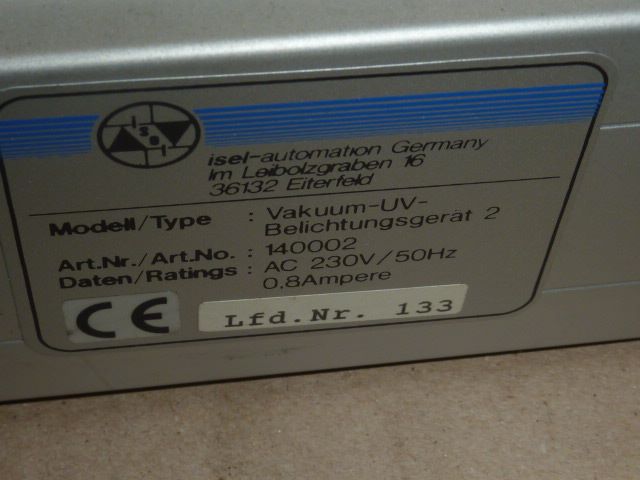 isel-automation Germany
Im Leibolzgraben 16
36132 Eiterfeld
Modell/Type : Vakuum-UV-
Belichtungsgerät 2
Art.Nr./Art.No. : 140002
Daten/Ratings : AC 230V/50Hz
0,8Ampere
CE
Lfd.Nr. 133